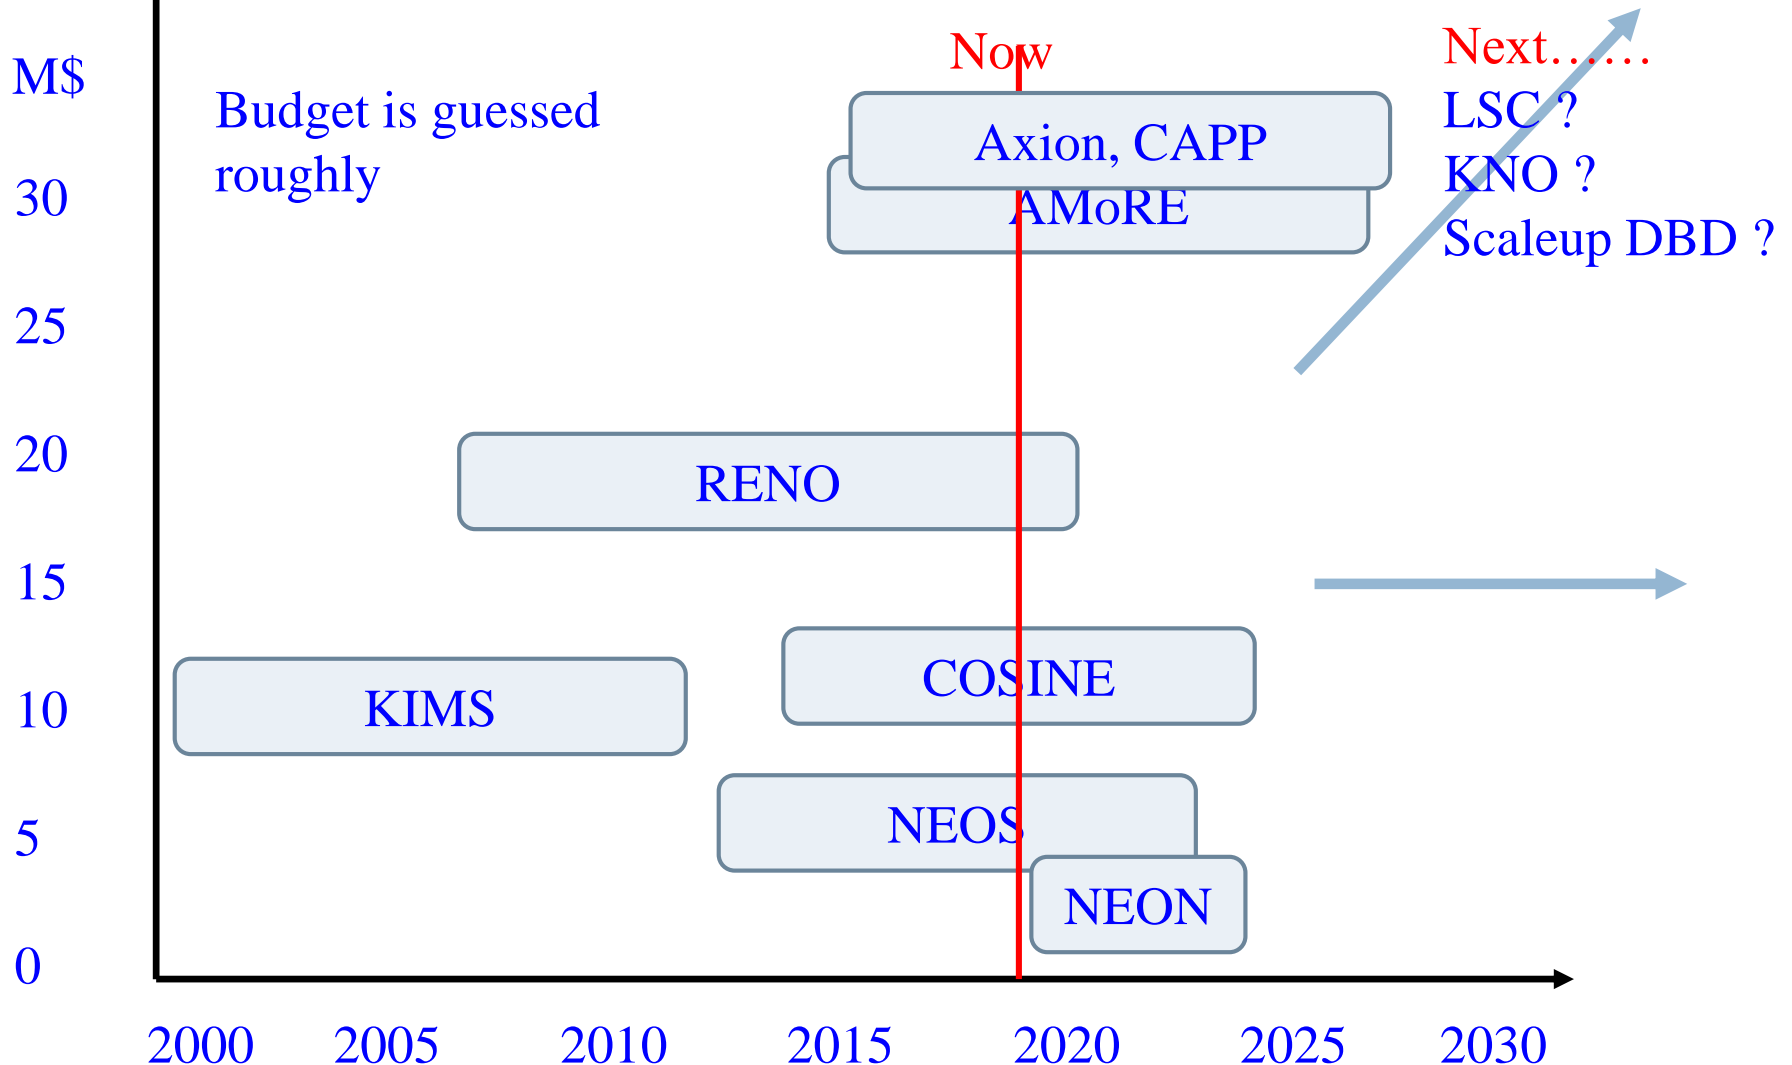 M$
Budget is guessed
roughly
Now
Next……
LSC ?
KNO ?
Scaleup DBD ?
Axion, CAPP
AMoRE
30
25
20
RENO
15
COSINE
10
KIMS
5
NEOS
NEON
0
2000 2005 2010 2015 2020 2025 2030